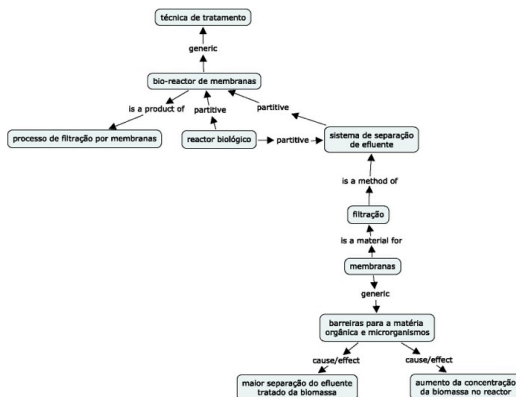 técnica de tratamento
generic
bio-reactor de membranas
is a product of
partitive
partitive
processo de filtração por membranas
reactor biológico
partitive
sistema de separação
de efluente
is a method of
filtração
is a material for
membranas
generic
barreiras para a matéria
orgânica e microrganismos
cause/effect
cause/effect
maior separação do efluente
tratado da biomassa
aumento da concentração
da biomassa no reactor